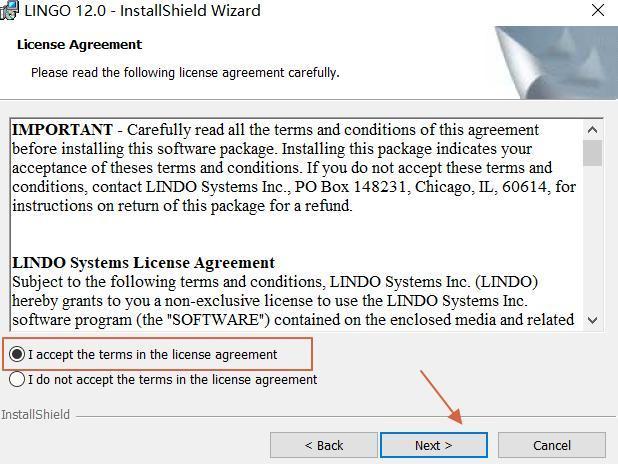 LINGO 12.0 - InstallShield Wizard
License Agreement
Please read the following license agreement carefully.
IMPORTANT - Carefully read all the terms and conditions of this agreement
before installing this software package. Installing this package indicates your
acceptance of theses terms and conditions. If you do not accept these terms and
conditions, contact LINDO Systems Inc., PO Box 148231, Chicago, IL, 60614, for
instructions on return of this package for a refund.
LINDO Systems License Agreement
Subject to the following terms and conditions, LINDO Systems Inc. (LINDO)
hereby grants to you a non-exclusive license to use the LINDO Systems Inc.
software program (the "SOFTWARE") contained on the enclosed media and related
I accept the terms in the license agreement
I do not accept the terms in the license agreement
InstallShield
< Back
Next >
Cancel